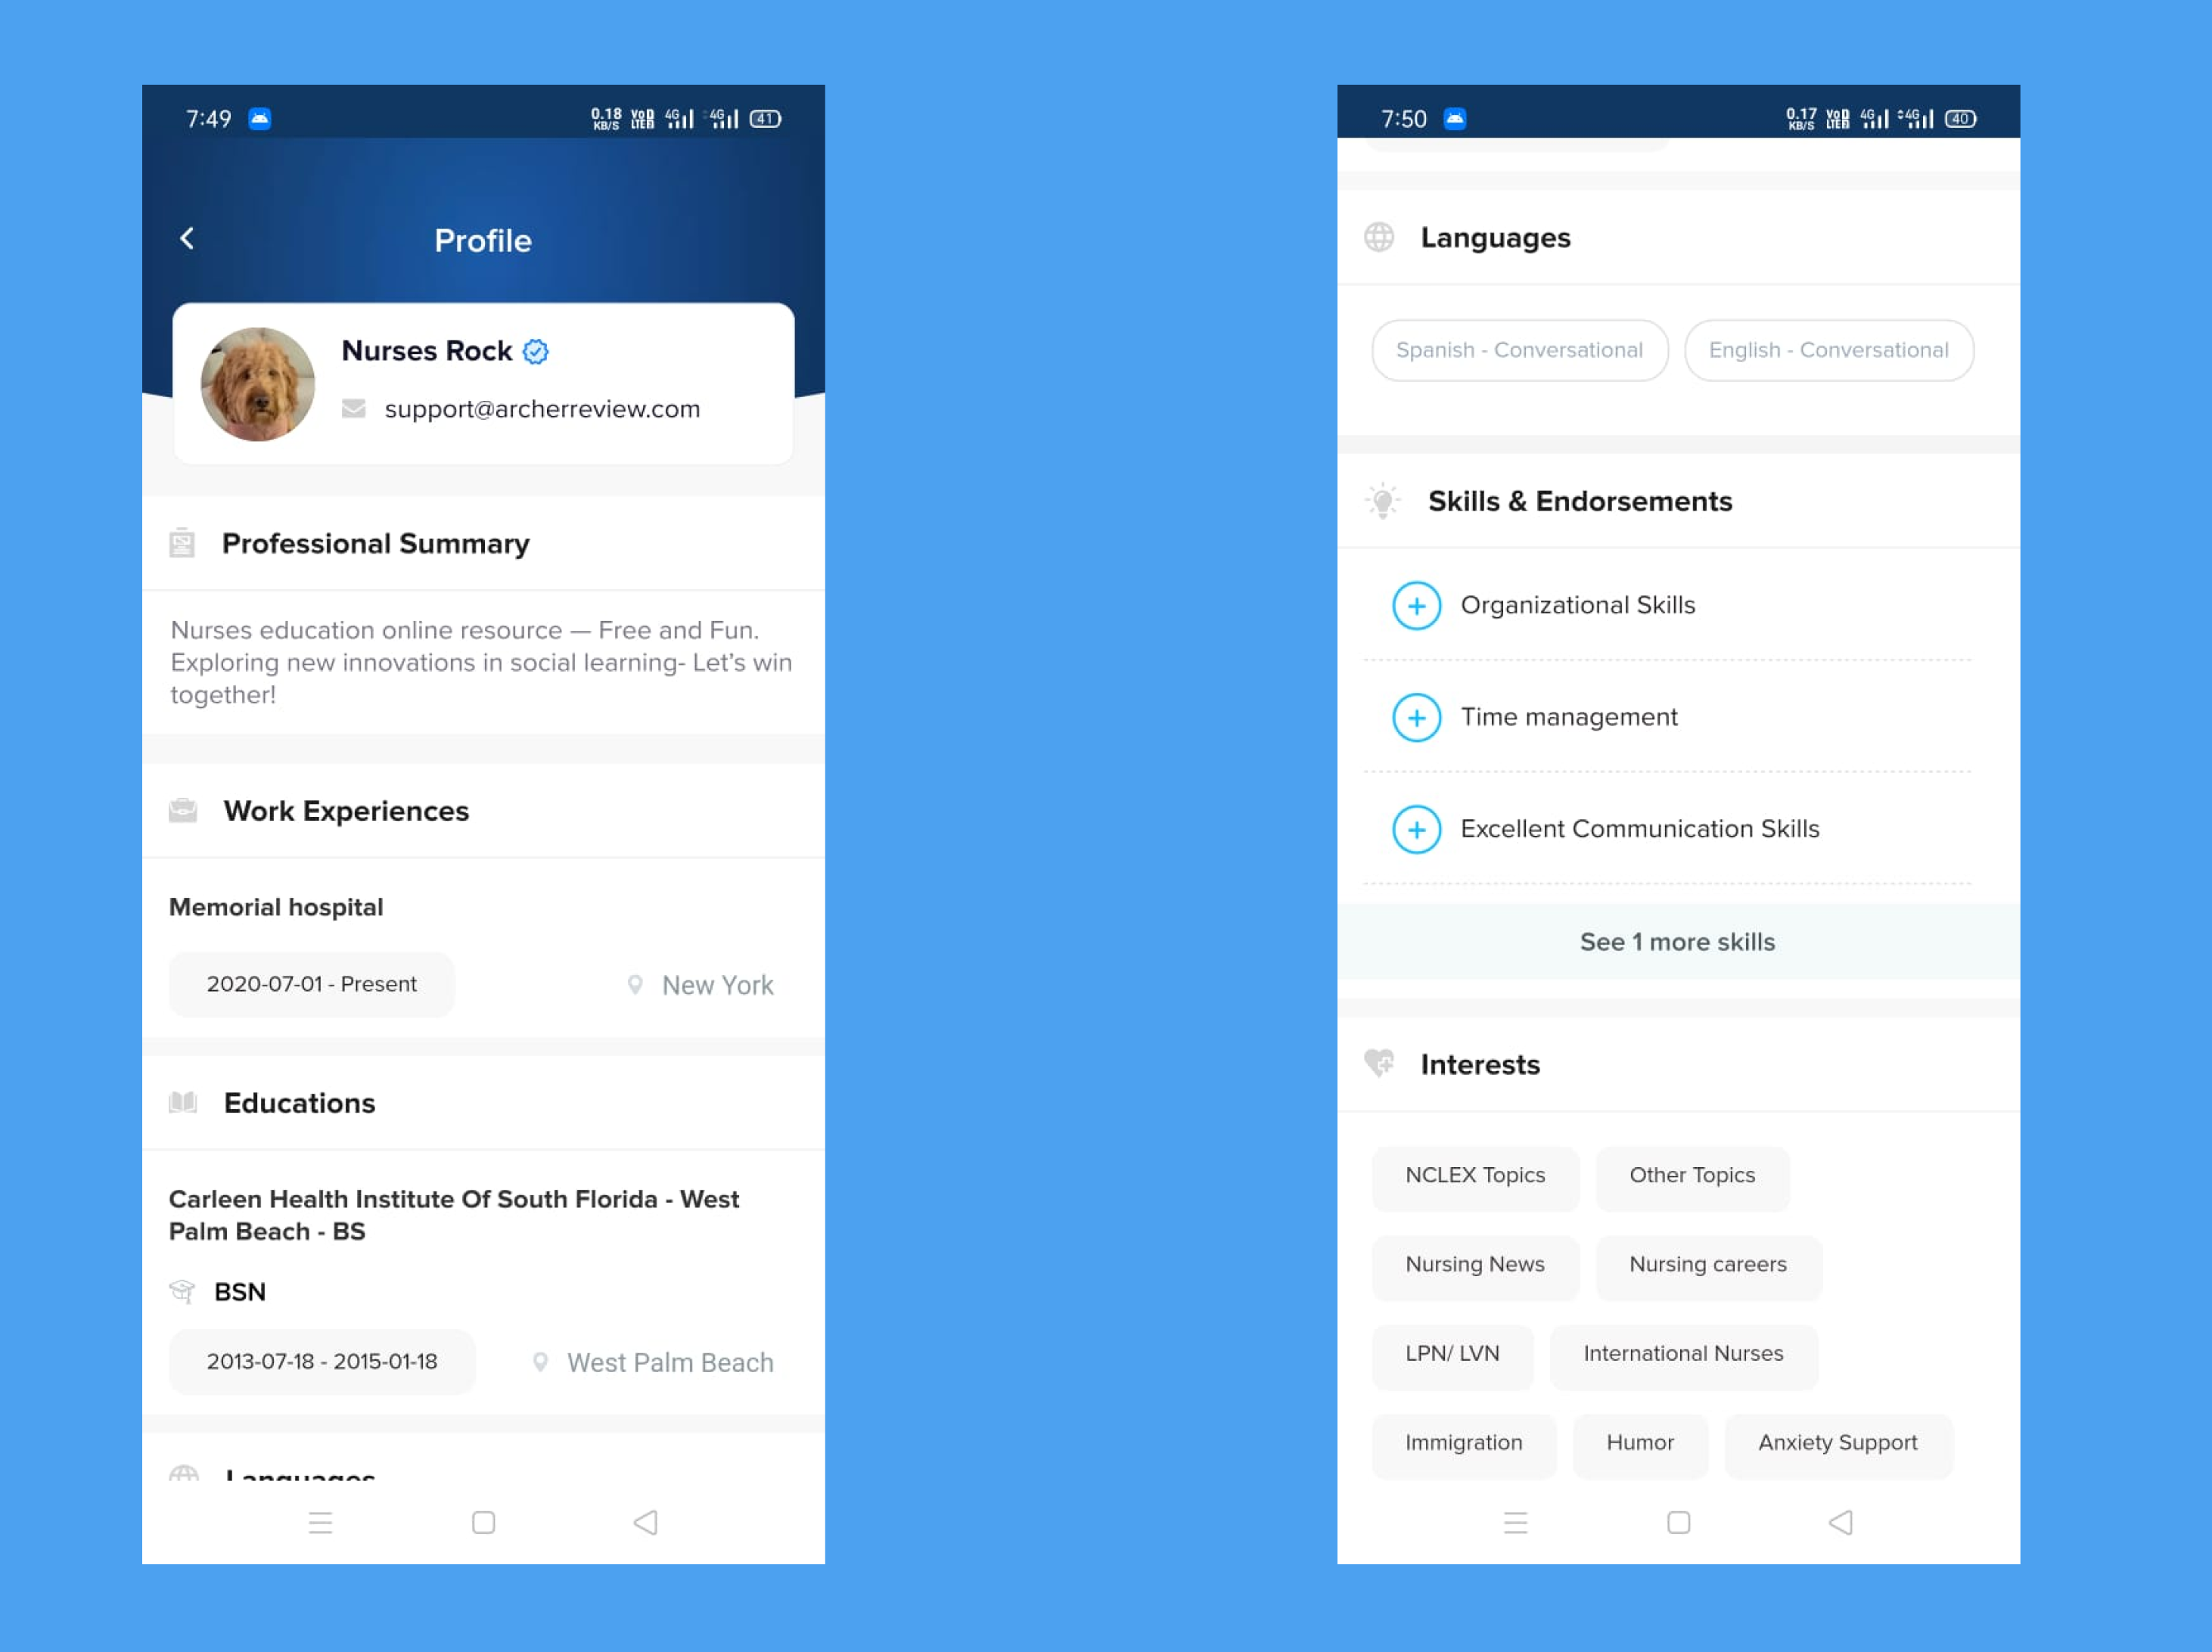 7:49
0.18 KB/S VoD LTE2 4G 4G 41
Profile
Nurses Rock
support@archerreview.com
Professional Summary
Nurses education online resource — Free and Fun.
Exploring new innovations in social learning- Let's win
together!
Work Experiences
Memorial hospital
2020-07-01 - Present
New York
Educations
Carleen Health Institute Of South Florida - West
Palm Beach - BS
BSN
2013-07-18 - 2015-01-18
West Palm Beach
Languages
7:50
0.17 KB/S VoD LTE2 4G 4G 40
Languages
Spanish - Conversational
English - Conversational
Skills & Endorsements
Organizational Skills
Time management
Excellent Communication Skills
See 1 more skills
Interests
NCLEX Topics
Other Topics
Nursing News
Nursing careers
LPN/ LVN
International Nurses
Immigration
Humor
Anxiety Support